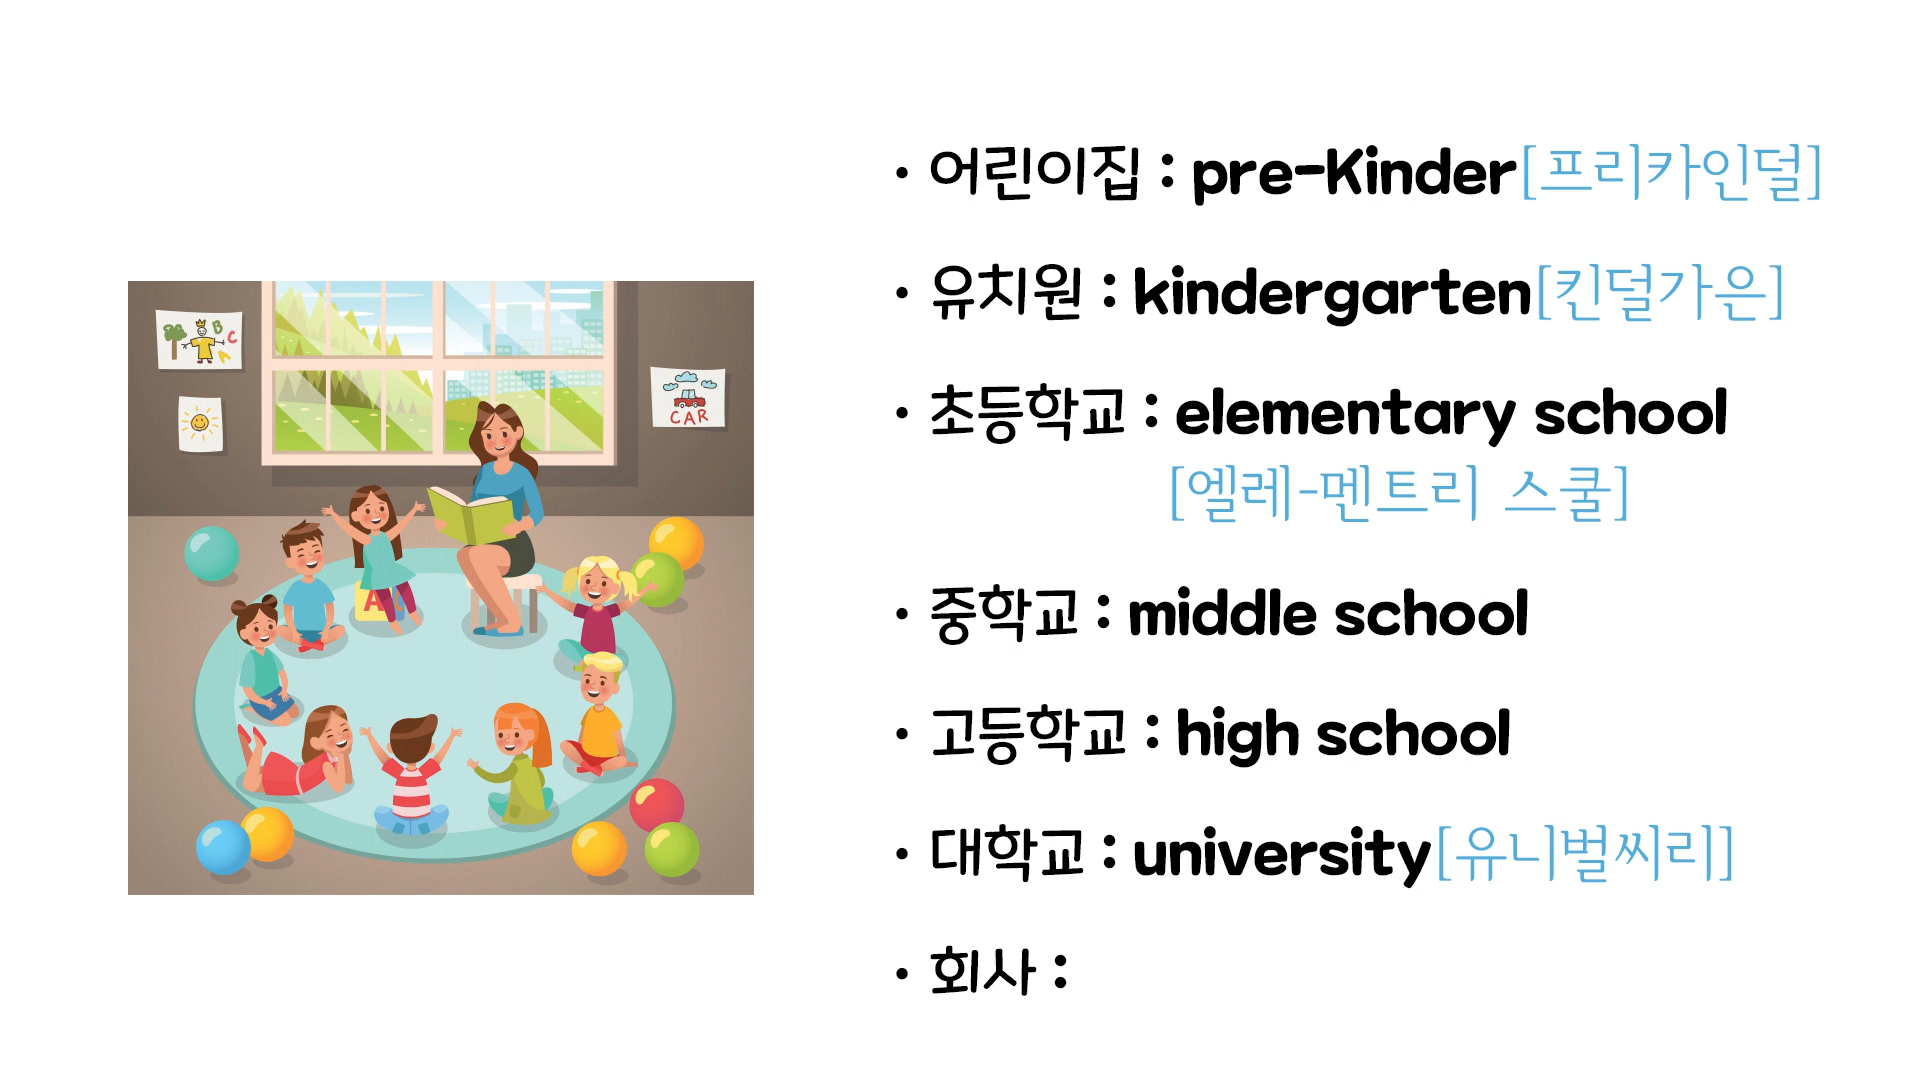 B
C
A
CAR
A
• 어린이집 : pre-Kinder[프리카인덜]
• 유치원 : kindergarten[킨덜가은]
• 초등학교 : elementary school
[엘레-멘트리 스쿨]
• 중학교 : middle school
• 고등학교 : high school
• 대학교 : university[유니벌씨리]
• 회사 :